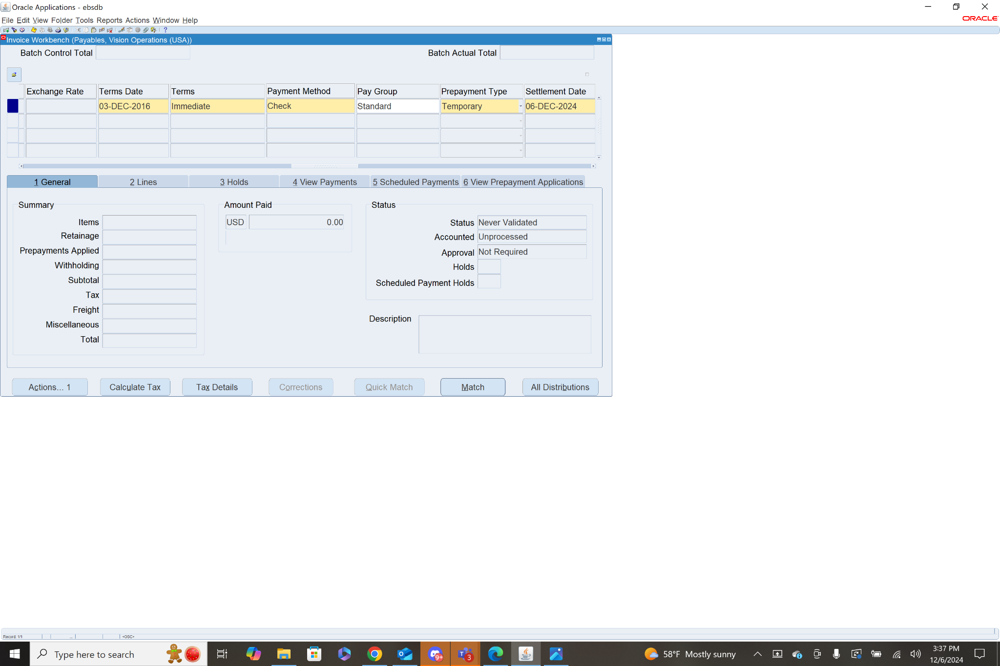 Oracle Applications - ebsdb
File Edit View Folder Tools Reports Actions Window Help
ORACLE
Invoice Workbench (Payables, Vision Operations (USA))
Batch Control Total
Batch Actual Total
Exchange Rate Terms Date Terms Payment Method Pay Group Prepayment Type Settlement Date
03-DEC-2016 Immediate Check Standard Temporary 06-DEC-2024
1 General 2 Lines 3 Holds 4 View Payments 5 Scheduled Payments 6 View Prepayment Applications
Summary
Items
Retainage
Prepayments Applied
Withholding
Subtotal
Tax
Freight
Miscellaneous
Total
Amount Paid
USD 0.00
Status
Status Never Validated
Accounted Unprocessed
Approval Not Required
Holds
Scheduled Payment Holds
Description
Actions... 1 Calculate Tax Tax Details Corrections Quick Match Match All Distributions
Record: 1/1 ... <OSC>
Type here to search
9+
3
58°F Mostly sunny
3:37 PM
12/6/2024